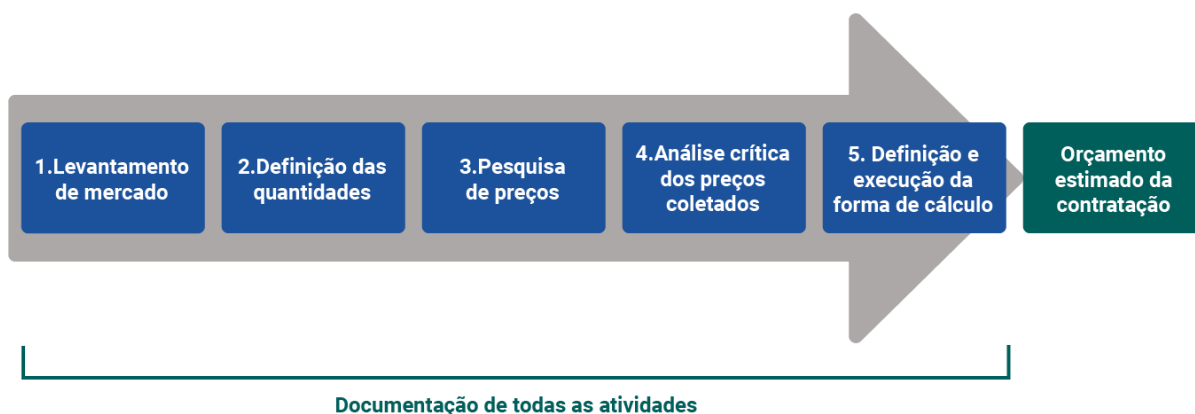 1.Levantamento
de mercado
2.Definição das
quantidades
3.Pesquisa
de preços
4.Análise crítica
dos preços
coletados
5. Definição e
execução da
forma de cálculo
Orçamento
estimado da
contratação
Documentação de todas as atividades